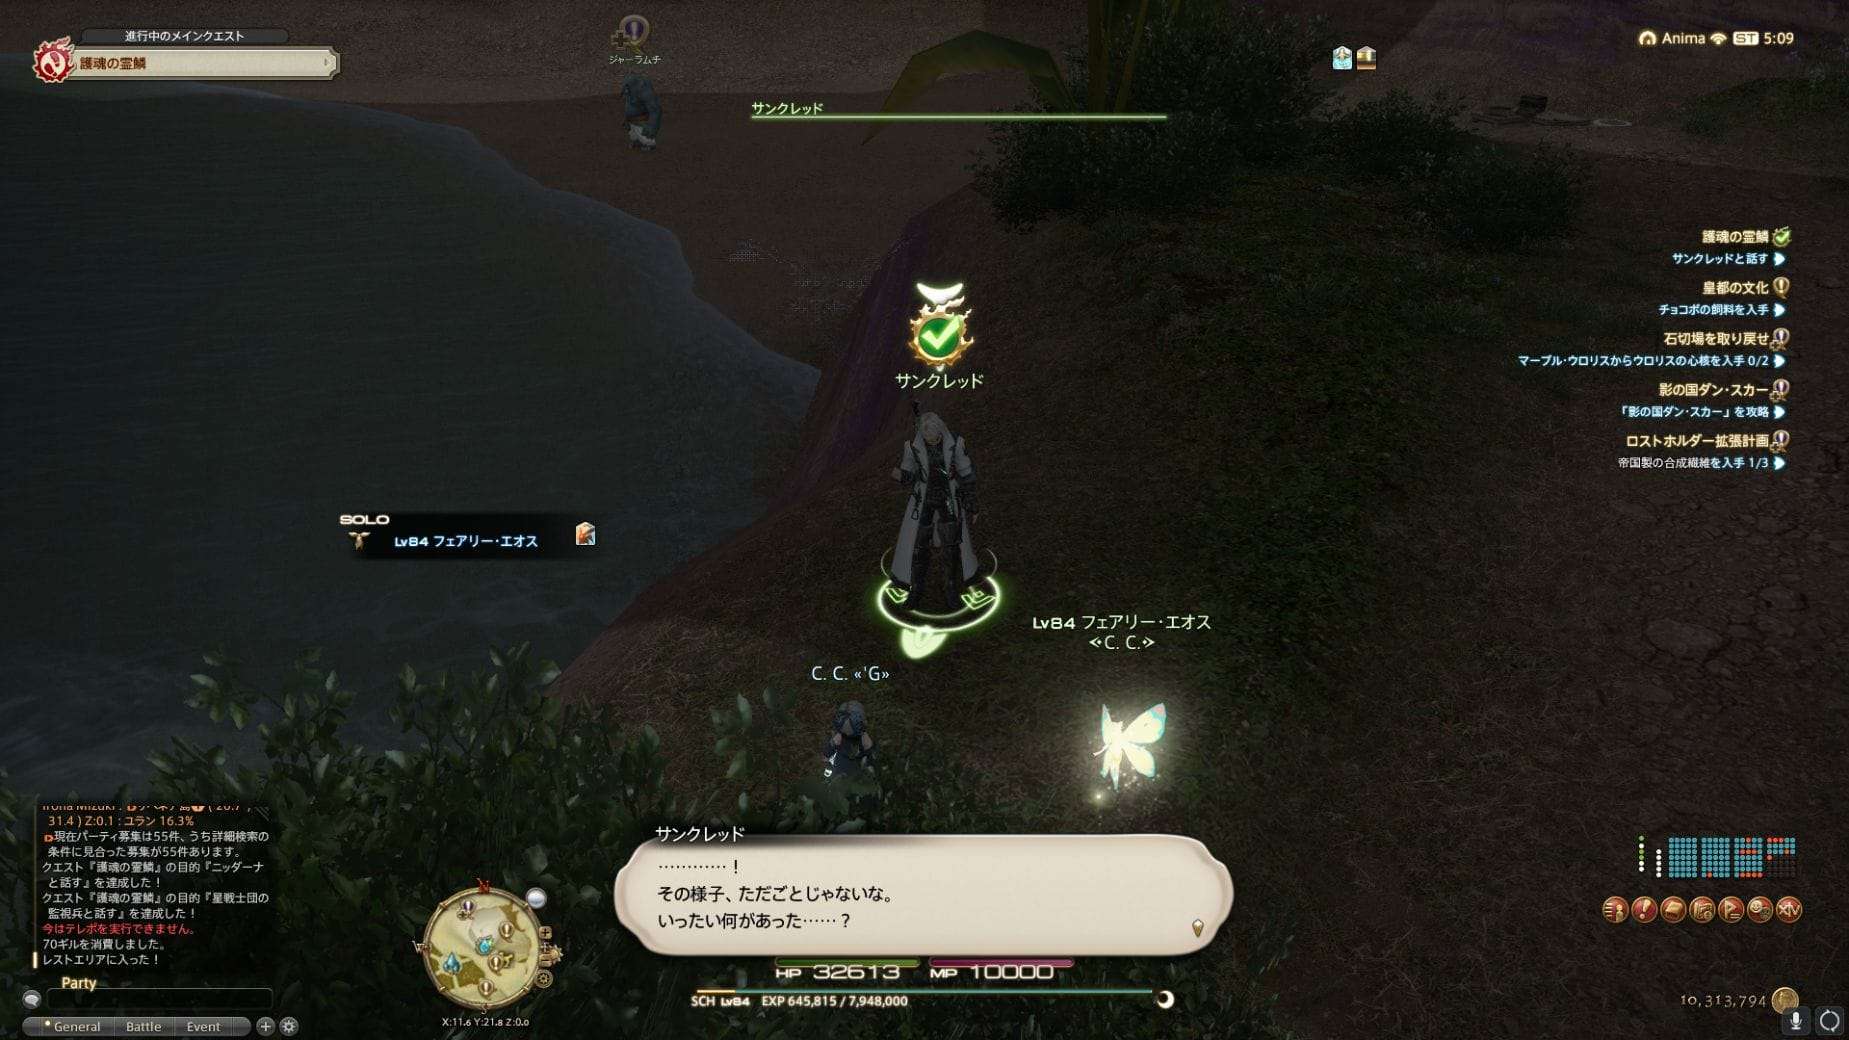 進行中のメインクエスト
護魂の霊鱗
ジャーラムチ
サンクレッド
Anima ST 5:09
護魂の霊鱗
サンクレッドと話す
皇都の文化
チョコボの飼料を入手
石切場を取り戻せ
マーブル・ウロリスからウロリスの心核を入手 0/2
影の国ダン・スカー
「影の国ダン・スカー」を攻略
ロストホルダー拡張計画
帝国製の合成繊維を入手 1/3
サンクレッド
SOLO
Lv84 フェアリー・エオス
Lv84 フェアリー・エオス
≪C. C.≫
C. C. «'G»
サンクレッド
…………！
その様子、ただごとじゃないな。
いったい何があった……？
31.4 ) Z:0.1 : ユラン 16.3%
現在パーティ募集は55件、うち詳細検索の
条件に見合った募集が55件あります。
クエスト『護魂の霊鱗』の目的『ニッダーナ
と話す』を達成した！
クエスト『護魂の霊鱗』の目的『星戦士団の
監視兵と話す』を達成した！
今はテレポを実行できません。
70ギルを消費しました。
レストエリアに入った！
Party
General Battle Event
N
W
X:11.6 Y:21.8 Z:0.0
HP 32613 MP 10000
SCH Lv84 EXP 645,815 / 7,948,000
XIV
10,313,794